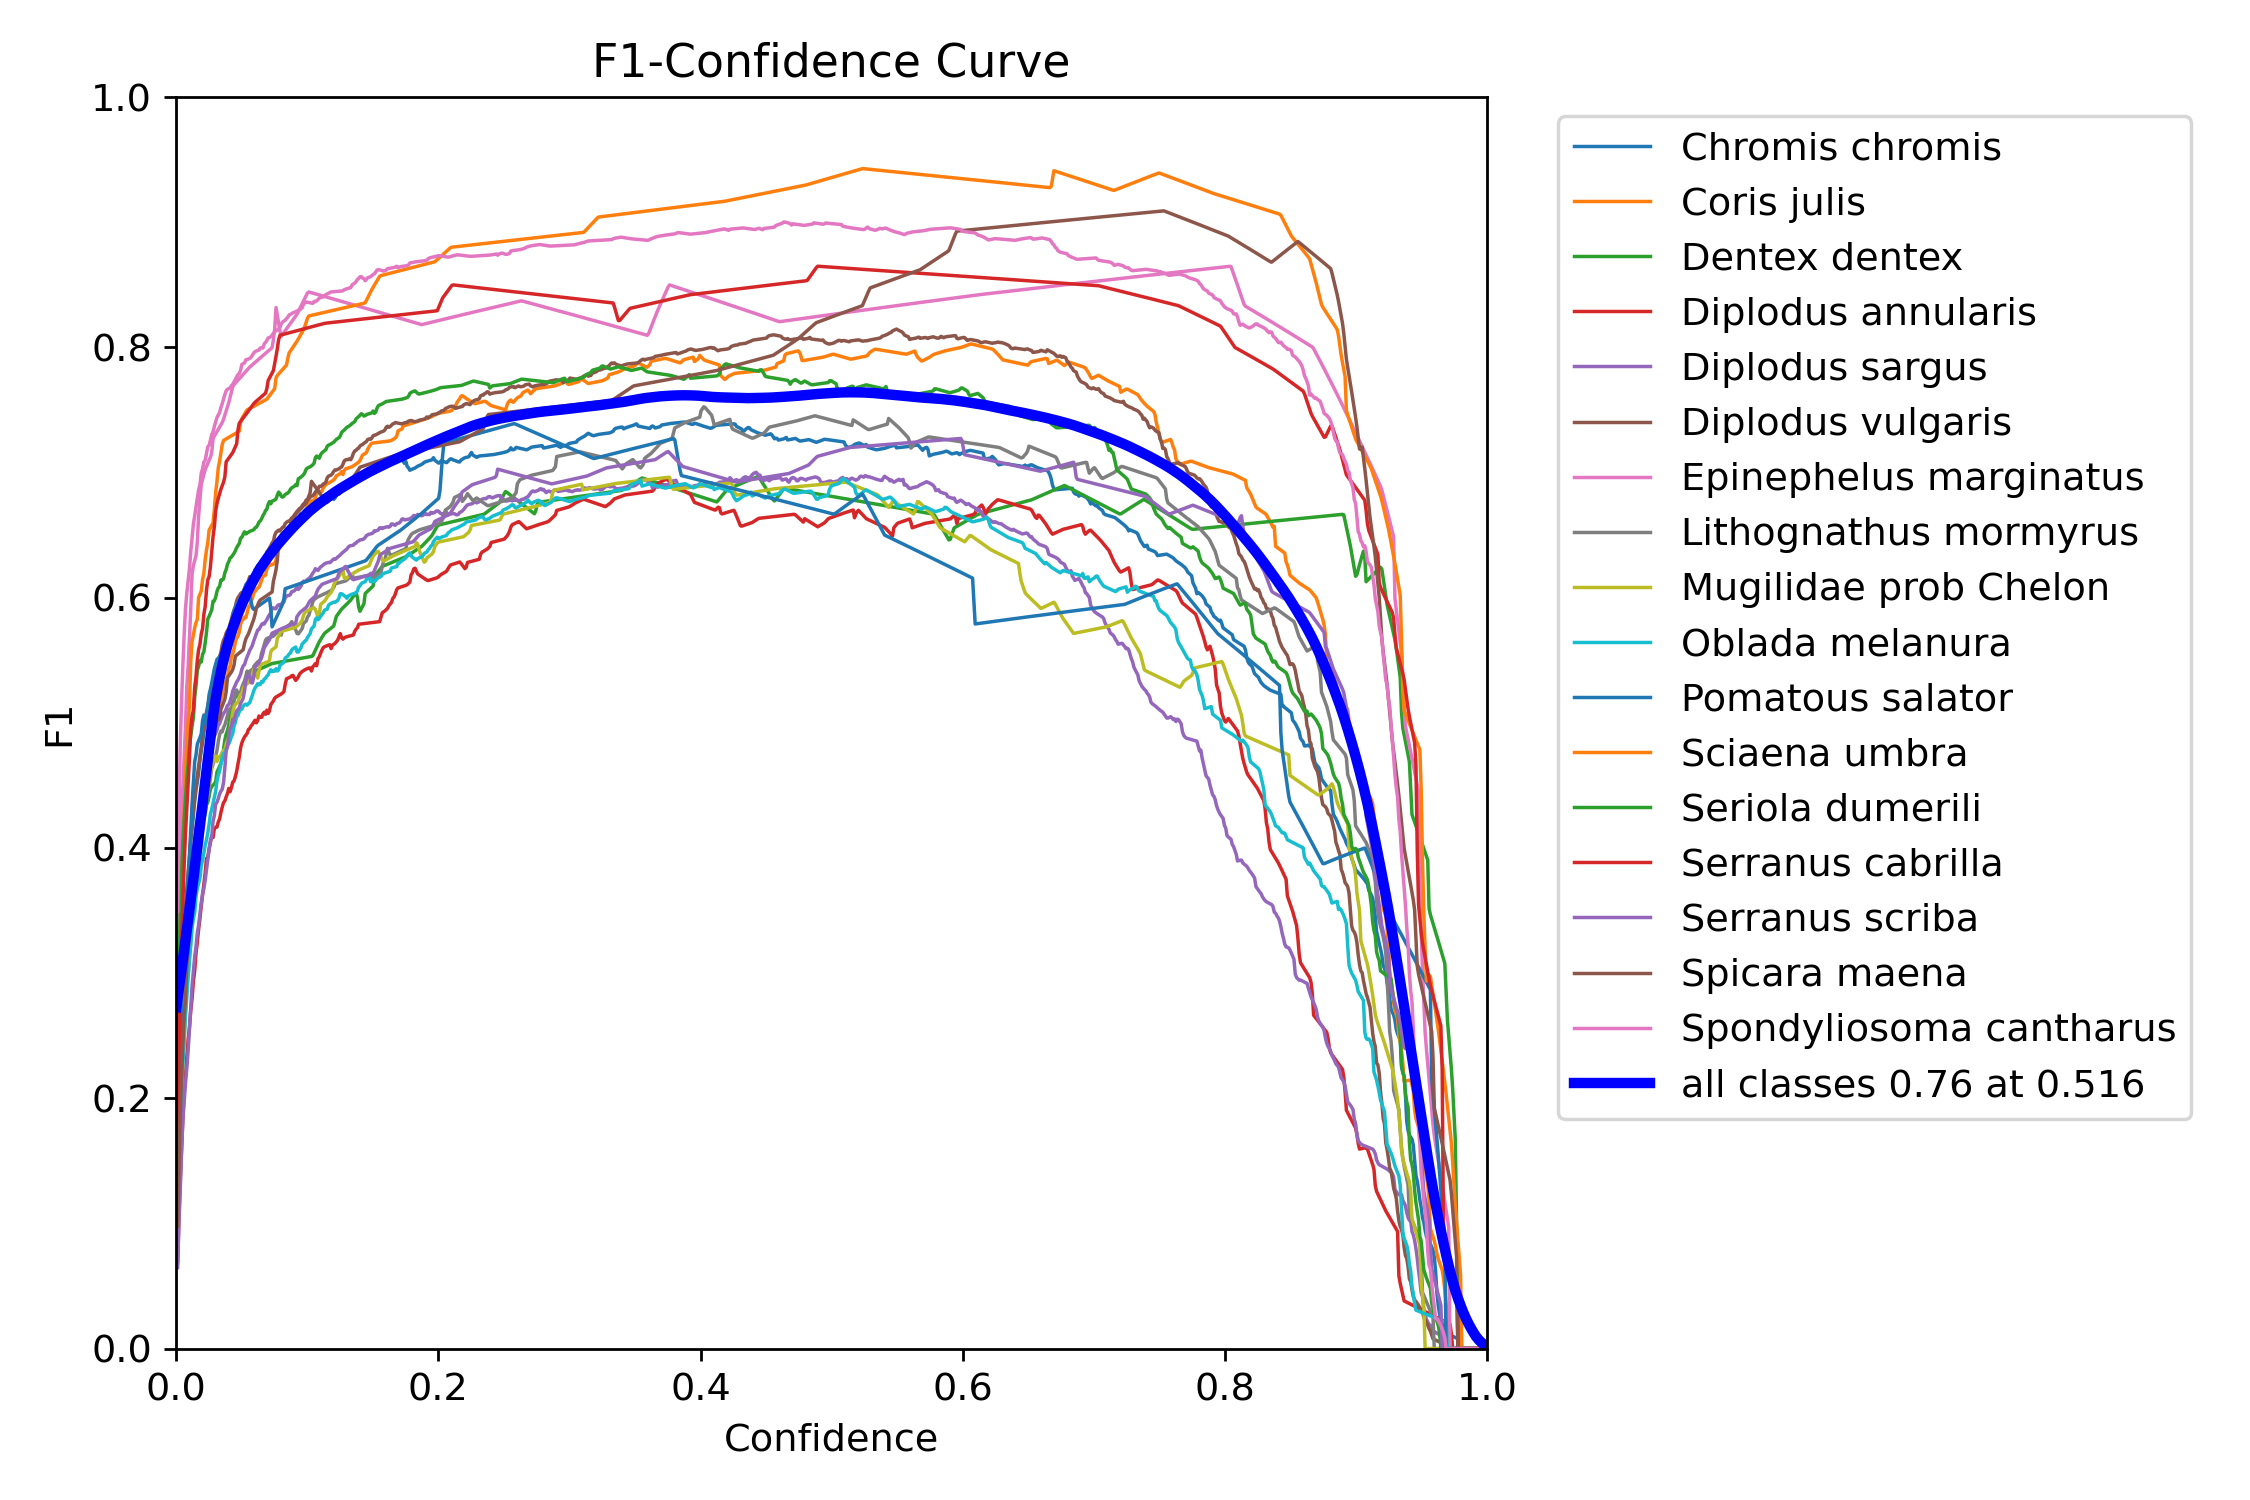 F1-Confidence Curve
1.0
0.8
0.6
0.4
0.2
0.0
F1
0.0 0.2 0.4 0.6 0.8 1.0
Confidence
Chromis chromis
Coris julis
Dentex dentex
Diplodus annularis
Diplodus sargus
Diplodus vulgaris
Epinephelus marginatus
Lithognathus mormyrus
Mugilidae prob Chelon
Oblada melanura
Pomatous salator
Sciaena umbra
Seriola dumerili
Serranus cabrilla
Serranus scriba
Spicara maena
Spondyliosoma cantharus
all classes 0.76 at 0.516